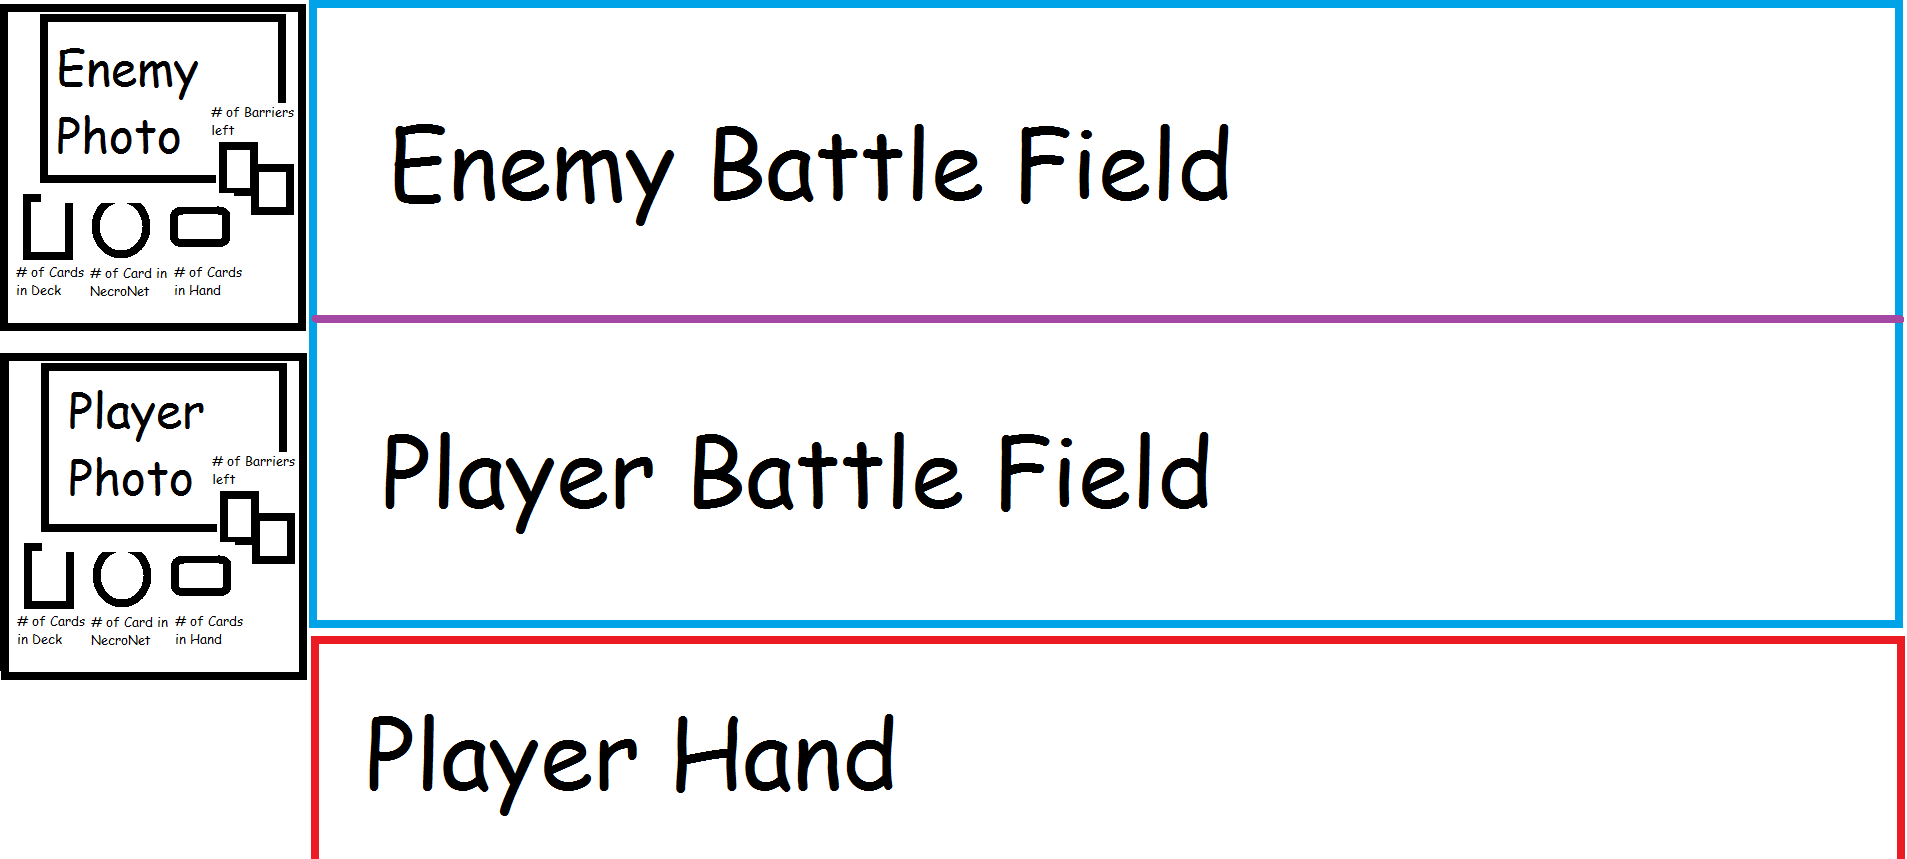 Enemy
Photo
# of Barriers
left
# of Cards
in Deck
# of Card in
NecroNet
# of Cards
in Hand
Enemy Battle Field
Player
Photo
# of Barriers
left
# of Cards
in Deck
# of Card in
NecroNet
# of Cards
in Hand
Player Battle Field
Player Hand